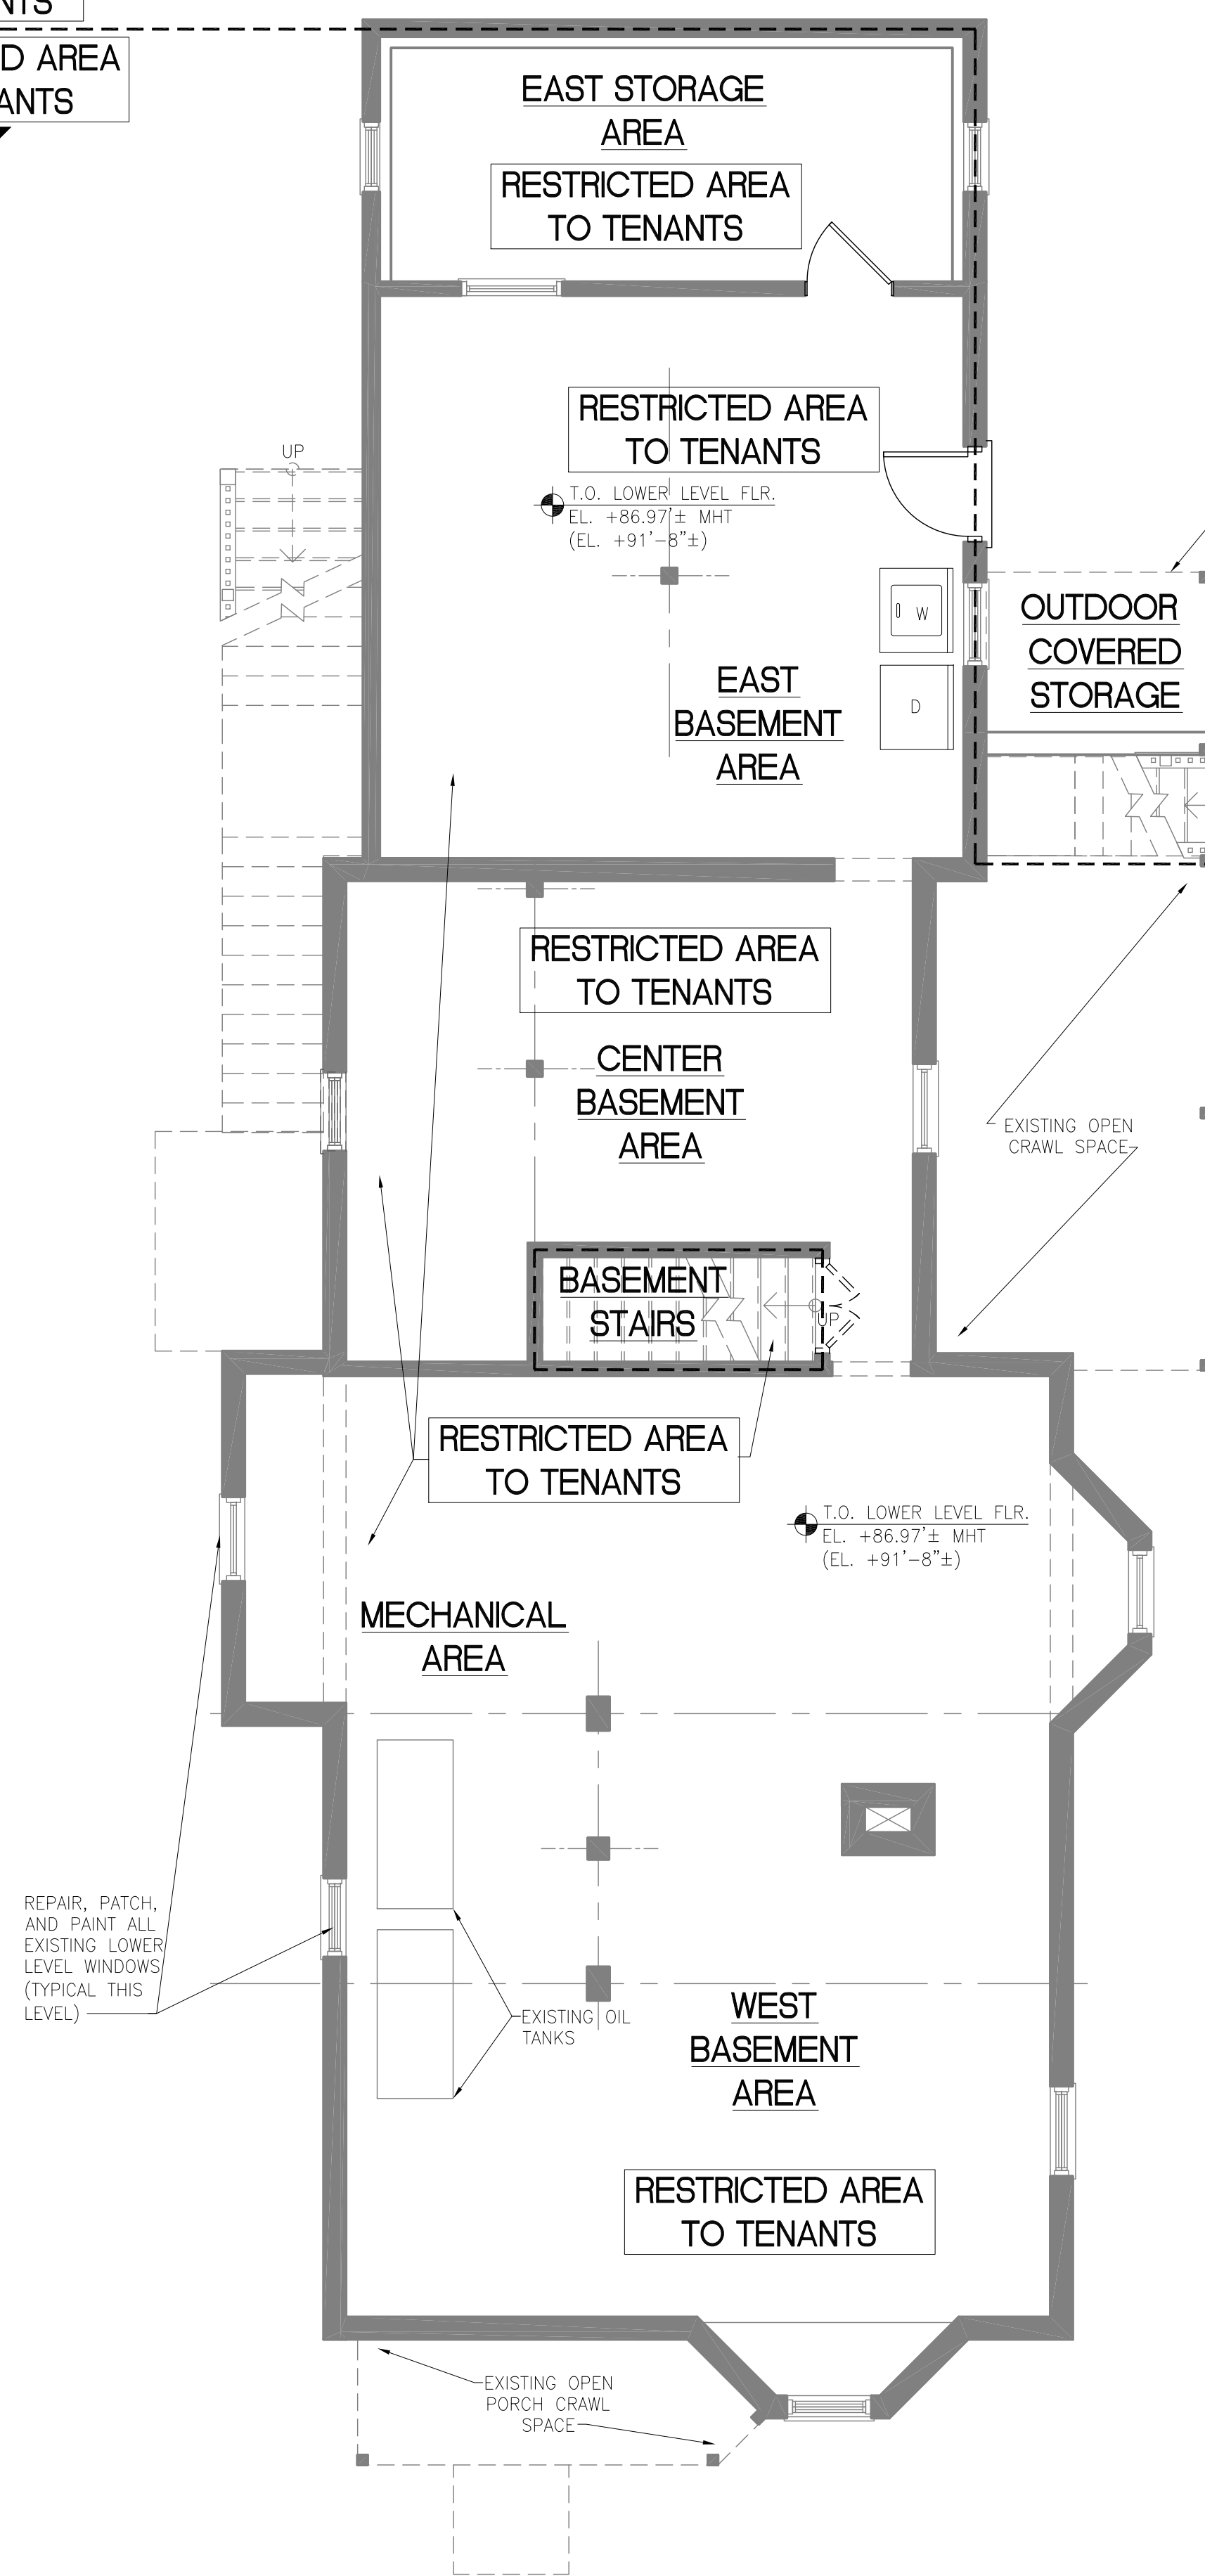 NTS
D AREA
ANTS
EAST STORAGE
AREA
RESTRICTED AREA
TO TENANTS
RESTRICTED AREA
TO TENANTS
T.O. LOWER LEVEL FLR.
EL. +86.97'± MHT
(EL. +91'-8"±)
UP
W
D
EAST
BASEMENT
AREA
OUTDOOR
COVERED
STORAGE
RESTRICTED AREA
TO TENANTS
CENTER
BASEMENT
AREA
EXISTING OPEN
CRAWL SPACE
BASEMENT
STAIRS
UP
RESTRICTED AREA
TO TENANTS
T.O. LOWER LEVEL FLR.
EL. +86.97'± MHT
(EL. +91'-8"±)
MECHANICAL
AREA
REPAIR, PATCH,
AND PAINT ALL
EXISTING LOWER
LEVEL WINDOWS
(TYPICAL THIS
LEVEL)
EXISTING OIL
TANKS
WEST
BASEMENT
AREA
RESTRICTED AREA
TO TENANTS
EXISTING OPEN
PORCH CRAWL
SPACE